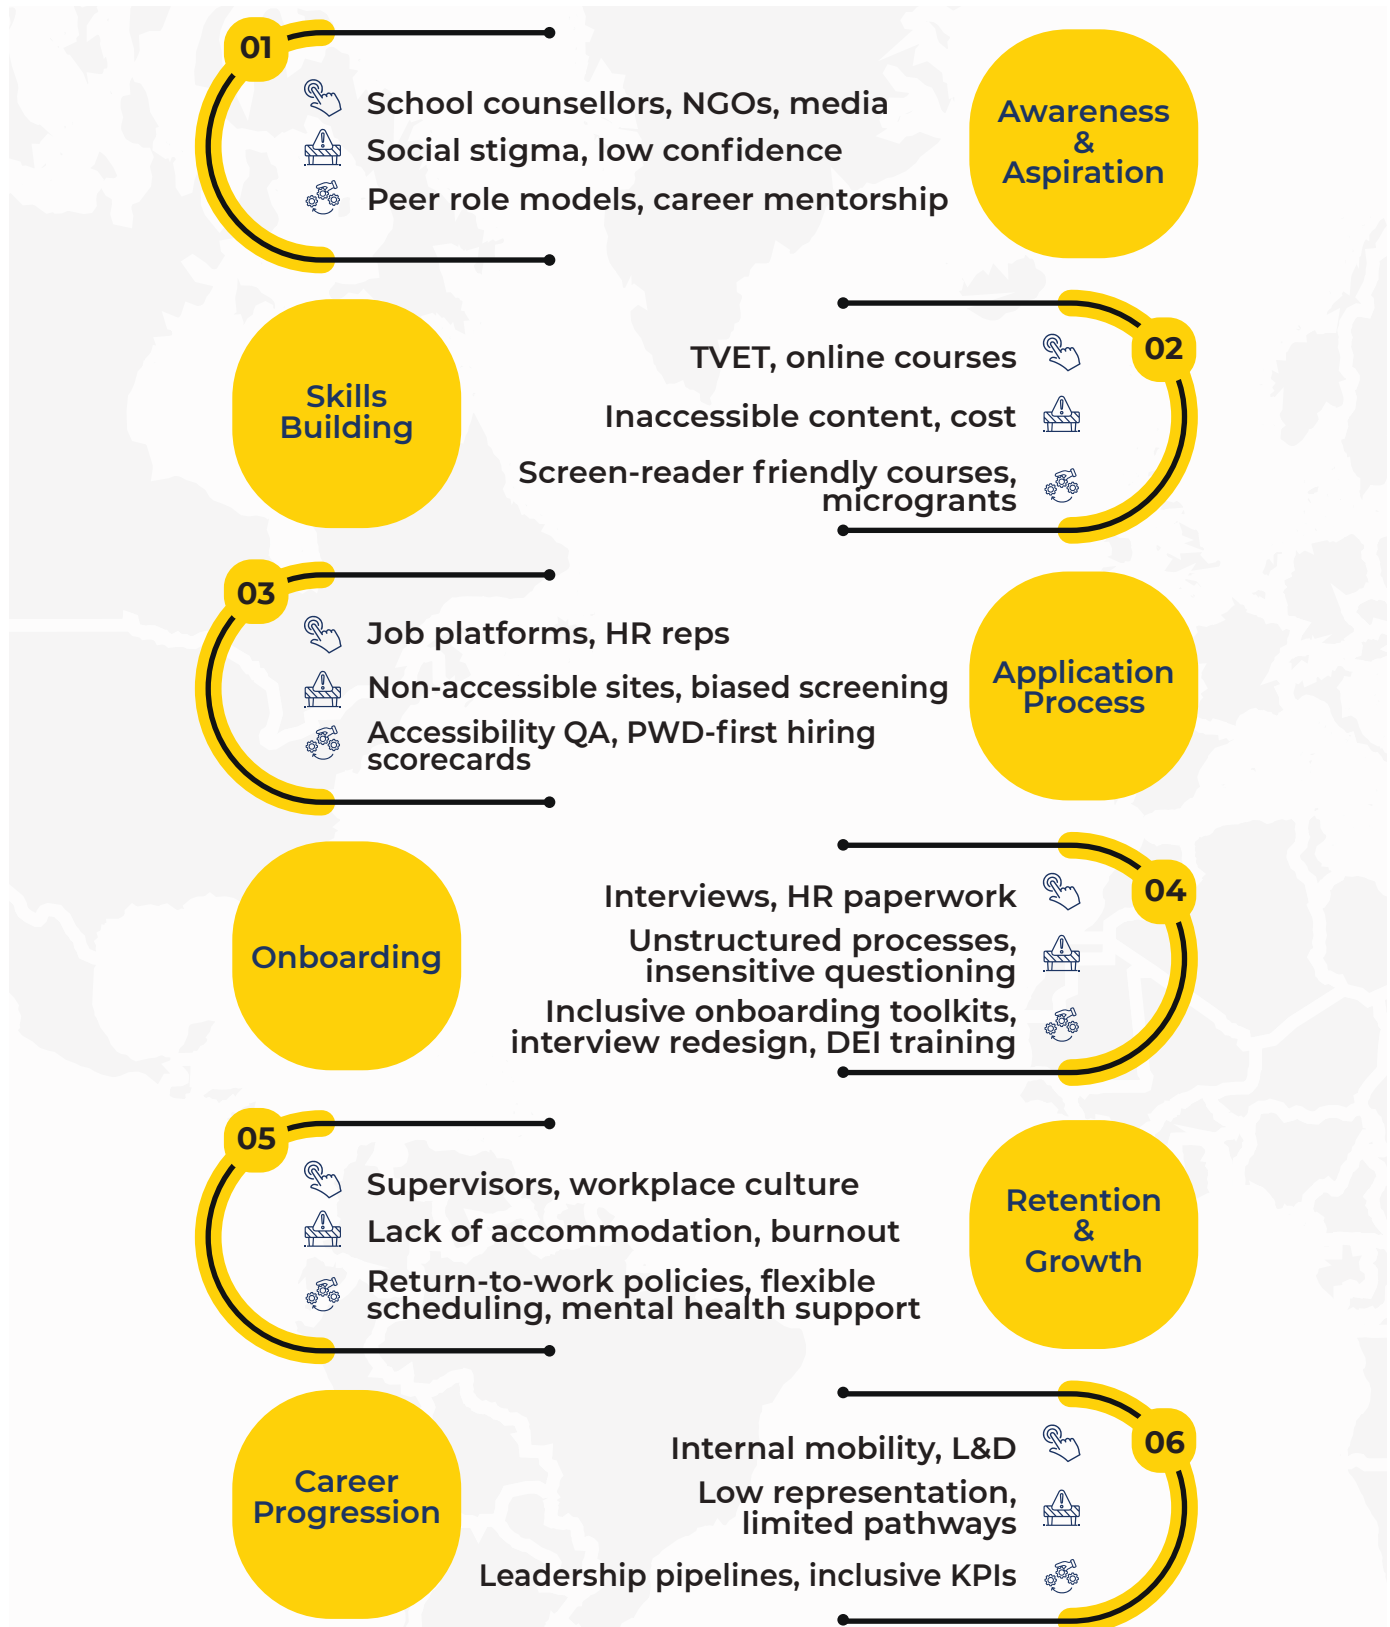 01
School counsellors, NGOs, media
Social stigma, low confidence
Peer role models, career mentorship
Awareness
&
Aspiration
Skills
Building
02
TVET, online courses
Inaccessible content, cost
Screen-reader friendly courses,
microgrants
03
Job platforms, HR reps
Non-accessible sites, biased screening
Accessibility QA, PWD-first hiring
scorecards
Application
Process
Onboarding
04
Interviews, HR paperwork
Unstructured processes,
insensitive questioning
Inclusive onboarding toolkits,
interview redesign, DEI training
05
Supervisors, workplace culture
Lack of accommodation, burnout
Return-to-work policies, flexible
scheduling, mental health support
Retention
&
Growth
Career
Progression
06
Internal mobility, L&D
Low representation,
limited pathways
Leadership pipelines, inclusive KPIs